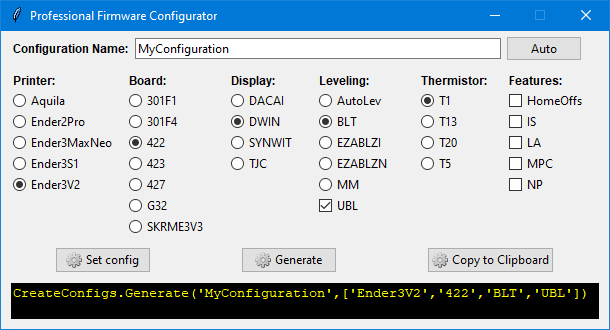 Professional Firmware Configurator
Configuration Name: MyConfiguration Auto
Printer: Board: Display: Leveling: Thermistor: Features:
Aquila 301F1 DACAI AutoLev T1 HomeOffs
Ender2Pro 301F4 DWIN BLT T13 IS
Ender3MaxNeo 422 SYNWIT EZABLZI T20 LA
Ender3S1 423 TJC EZABLZN T5 MPC
Ender3V2 427 MM NP
G32 UBL
SKRME3V3
Set config Generate Copy to Clipboard
CreateConfigs.Generate('MyConfiguration',['Ender3V2','422','BLT','UBL'])